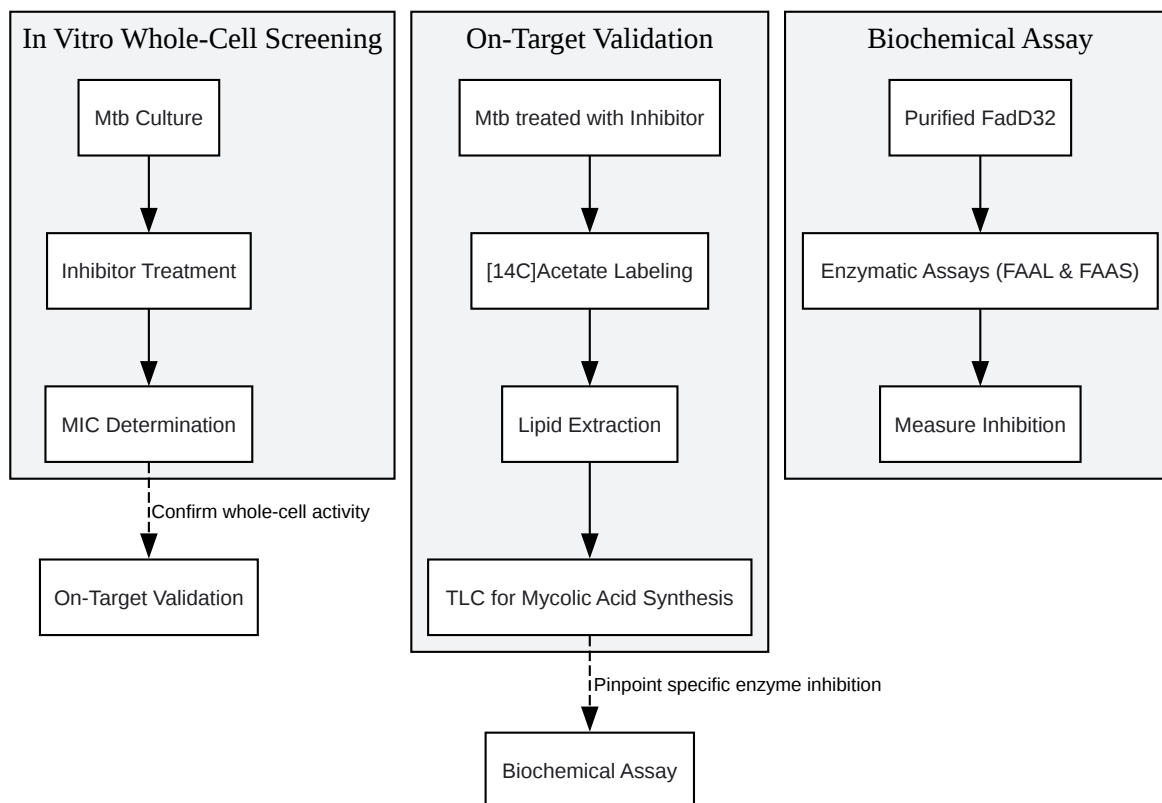 In Vitro Whole-Cell Screening
Mtb Culture
Inhibitor Treatment
MIC Determination
Confirm whole-cell activity
On-Target Validation
On-Target Validation
Mtb treated with Inhibitor
[14C]Acetate Labeling
Lipid Extraction
TLC for Mycolic Acid Synthesis
Pinpoint specific enzyme inhibition
Biochemical Assay
Biochemical Assay
Purified FadD32
Enzymatic Assays (FAAL & FAAS)
Measure Inhibition